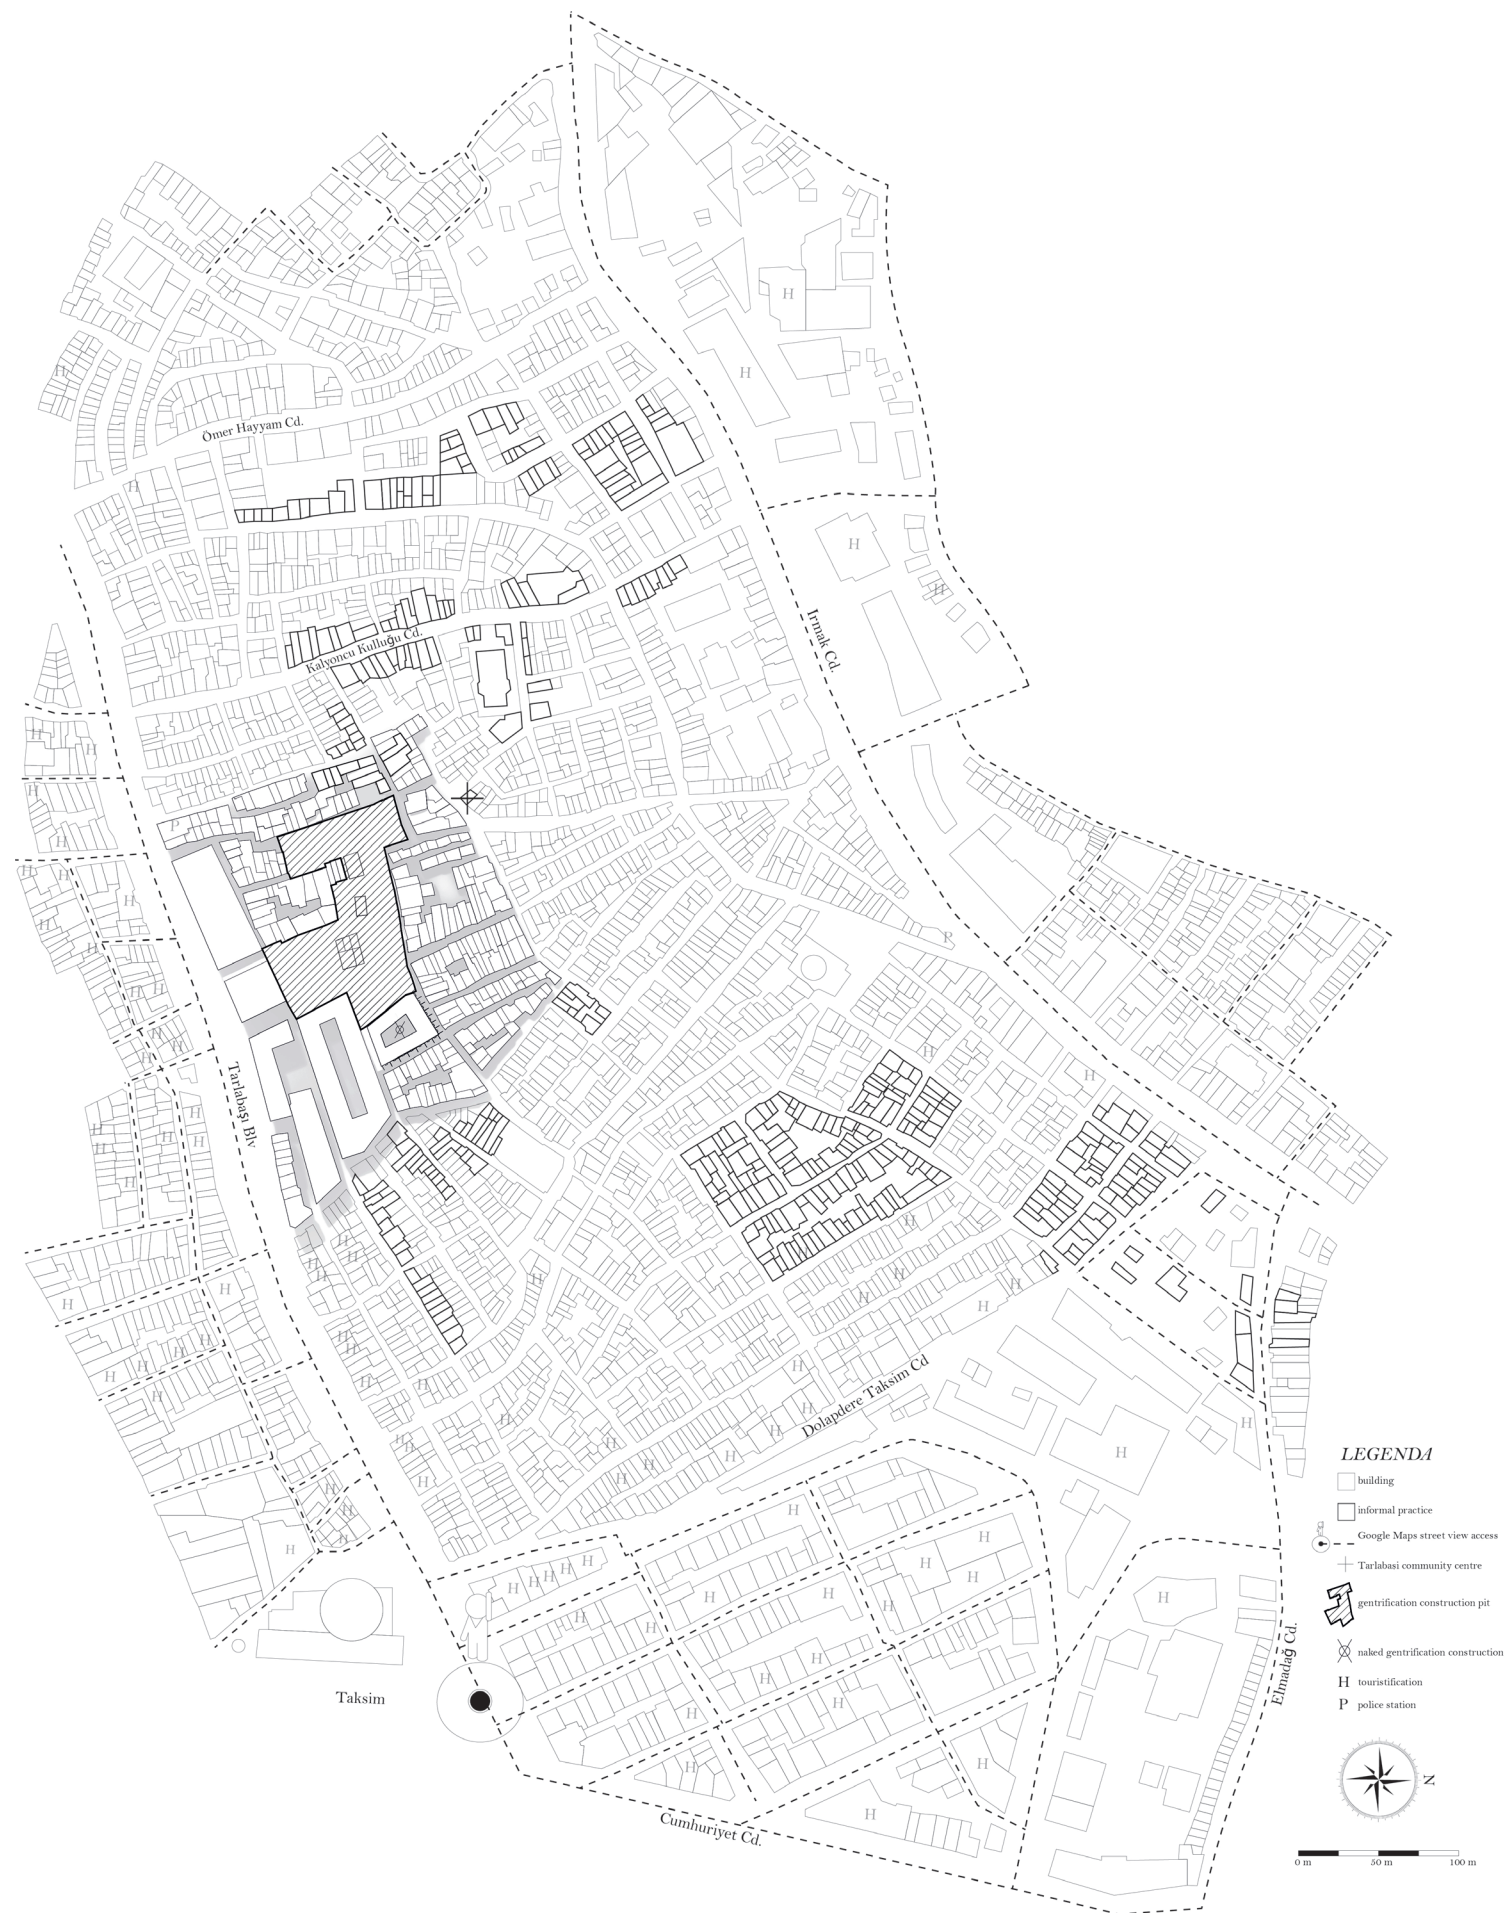 Ömer Hayyam Cd.
Kalyoncu Kulluğu Cd.
Irmak Cd.
Tarlabaşı Blv
Dolapdere Taksim Cd
Elmadağ Cd.
Cumhuriyet Cd.
Taksim
H
P
LEGENDA
building
informal practice
Google Maps street view access
Tarlabasi community centre
gentrification construction pit
naked gentrification construction
H touristification
P police station
N
0 m 50 m 100 m